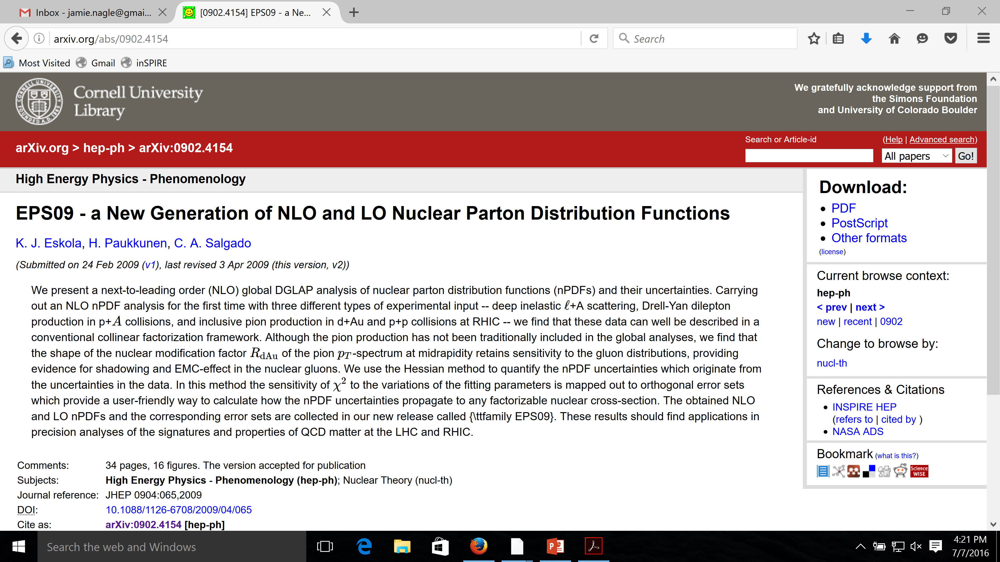 Inbox - jamie.nagle@gmai...
[0902.4154] EPS09 - a Ne...
arxiv.org/abs/0902.4154
Search
Most Visited
Gmail
inSPIRE
Cornell University
Library
We gratefully acknowledge support from
the Simons Foundation
and University of Colorado Boulder
arXiv.org > hep-ph > arXiv:0902.4154
Search or Article-id
(Help | Advanced search)
All papers
Go!
High Energy Physics - Phenomenology
EPS09 - a New Generation of NLO and LO Nuclear Parton Distribution Functions
K. J. Eskola, H. Paukkunen, C. A. Salgado
(Submitted on 24 Feb 2009 (v1), last revised 3 Apr 2009 (this version, v2))
We present a next-to-leading order (NLO) global DGLAP analysis of nuclear parton distribution functions (nPDFs) and their uncertainties. Carrying
out an NLO nPDF analysis for the first time with three different types of experimental input -- deep inelastic ℓ+A scattering, Drell-Yan dilepton
production in p+A collisions, and inclusive pion production in d+Au and p+p collisions at RHIC -- we find that these data can well be described in a
conventional collinear factorization framework. Although the pion production has not been traditionally included in the global analyses, we find that
the shape of the nuclear modification factor R_dAu of the pion p_T-spectrum at midrapidity retains sensitivity to the gluon distributions, providing
evidence for shadowing and EMC-effect in the nuclear gluons. We use the Hessian method to quantify the nPDF uncertainties which originate from
the uncertainties in the data. In this method the sensitivity of χ² to the variations of the fitting parameters is mapped out to orthogonal error sets
which provide a user-friendly way to calculate how the nPDF uncertainties propagate to any factorizable nuclear cross-section. The obtained NLO
and LO nPDFs and the corresponding error sets are collected in our new release called {\ttfamily EPS09}. These results should find applications in
precision analyses of the signatures and properties of QCD matter at the LHC and RHIC.
Comments: 34 pages, 16 figures. The version accepted for publication
Subjects: High Energy Physics - Phenomenology (hep-ph); Nuclear Theory (nucl-th)
Journal reference: JHEP 0904:065,2009
DOI: 10.1088/1126-6708/2009/04/065
Cite as: arXiv:0902.4154 [hep-ph]
Download:
PDF
PostScript
Other formats
(license)
Current browse context:
hep-ph
< prev | next >
new | recent | 0902
Change to browse by:
nucl-th
References & Citations
INSPIRE HEP
(refers to | cited by )
NASA ADS
Bookmark (what is this?)
Science
WISE
Search the web and Windows
4:21 PM
7/7/2016